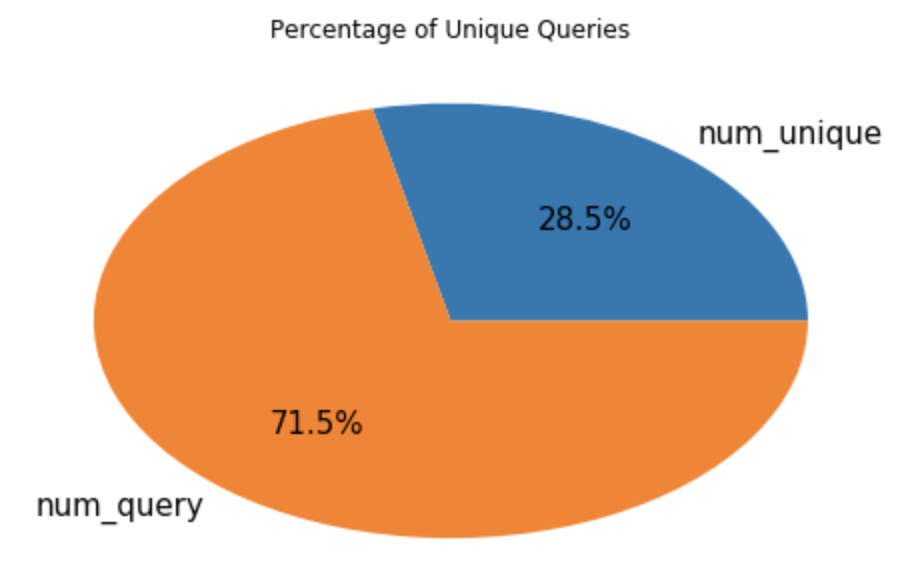 Percentage of Unique Queries
num_unique
28.5%
71.5%
num_query